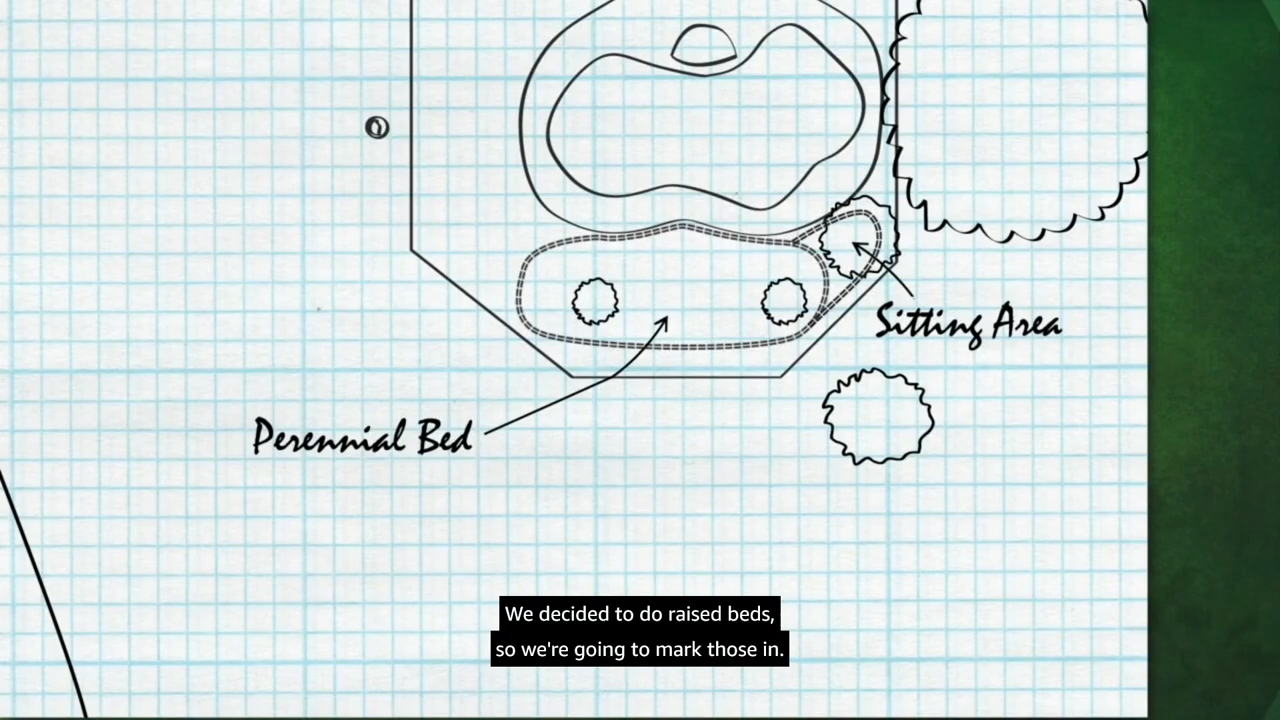 Sitting Area
Perennial Bed
We decided to do raised beds,
so we're going to mark those in.